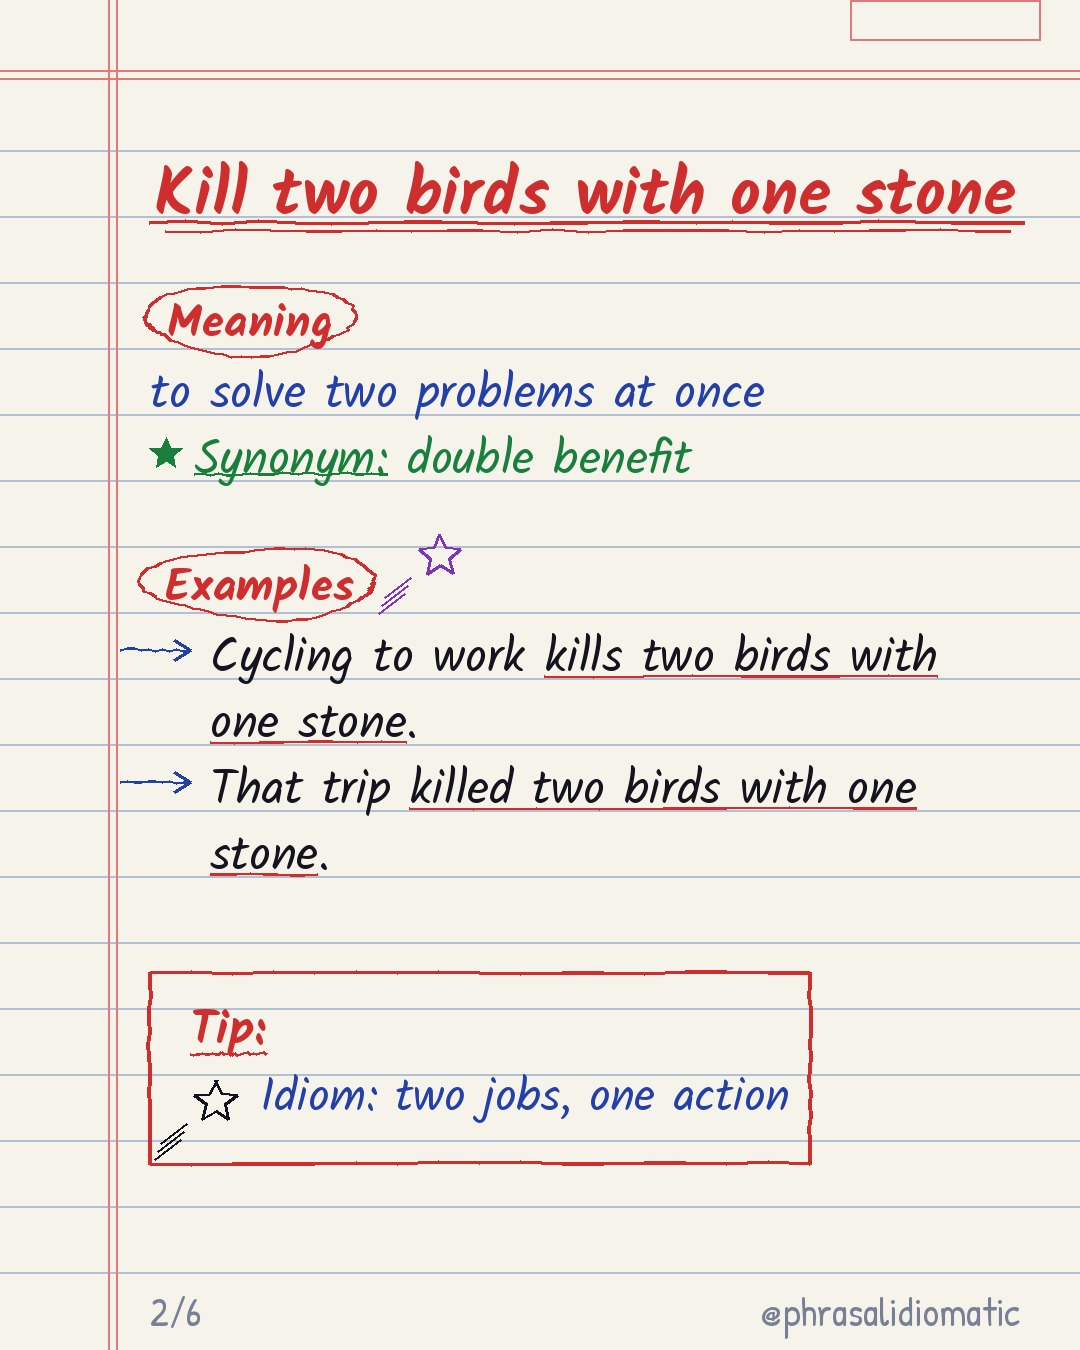 Kill two birds with one stone
Meaning
to solve two problems at once
Synonym: double benefit
Examples
Cycling to work kills two birds with
one stone.
That trip killed two birds with one
stone.
Tip:
Idiom: two jobs, one action
2/6
@phrasalidiomatic